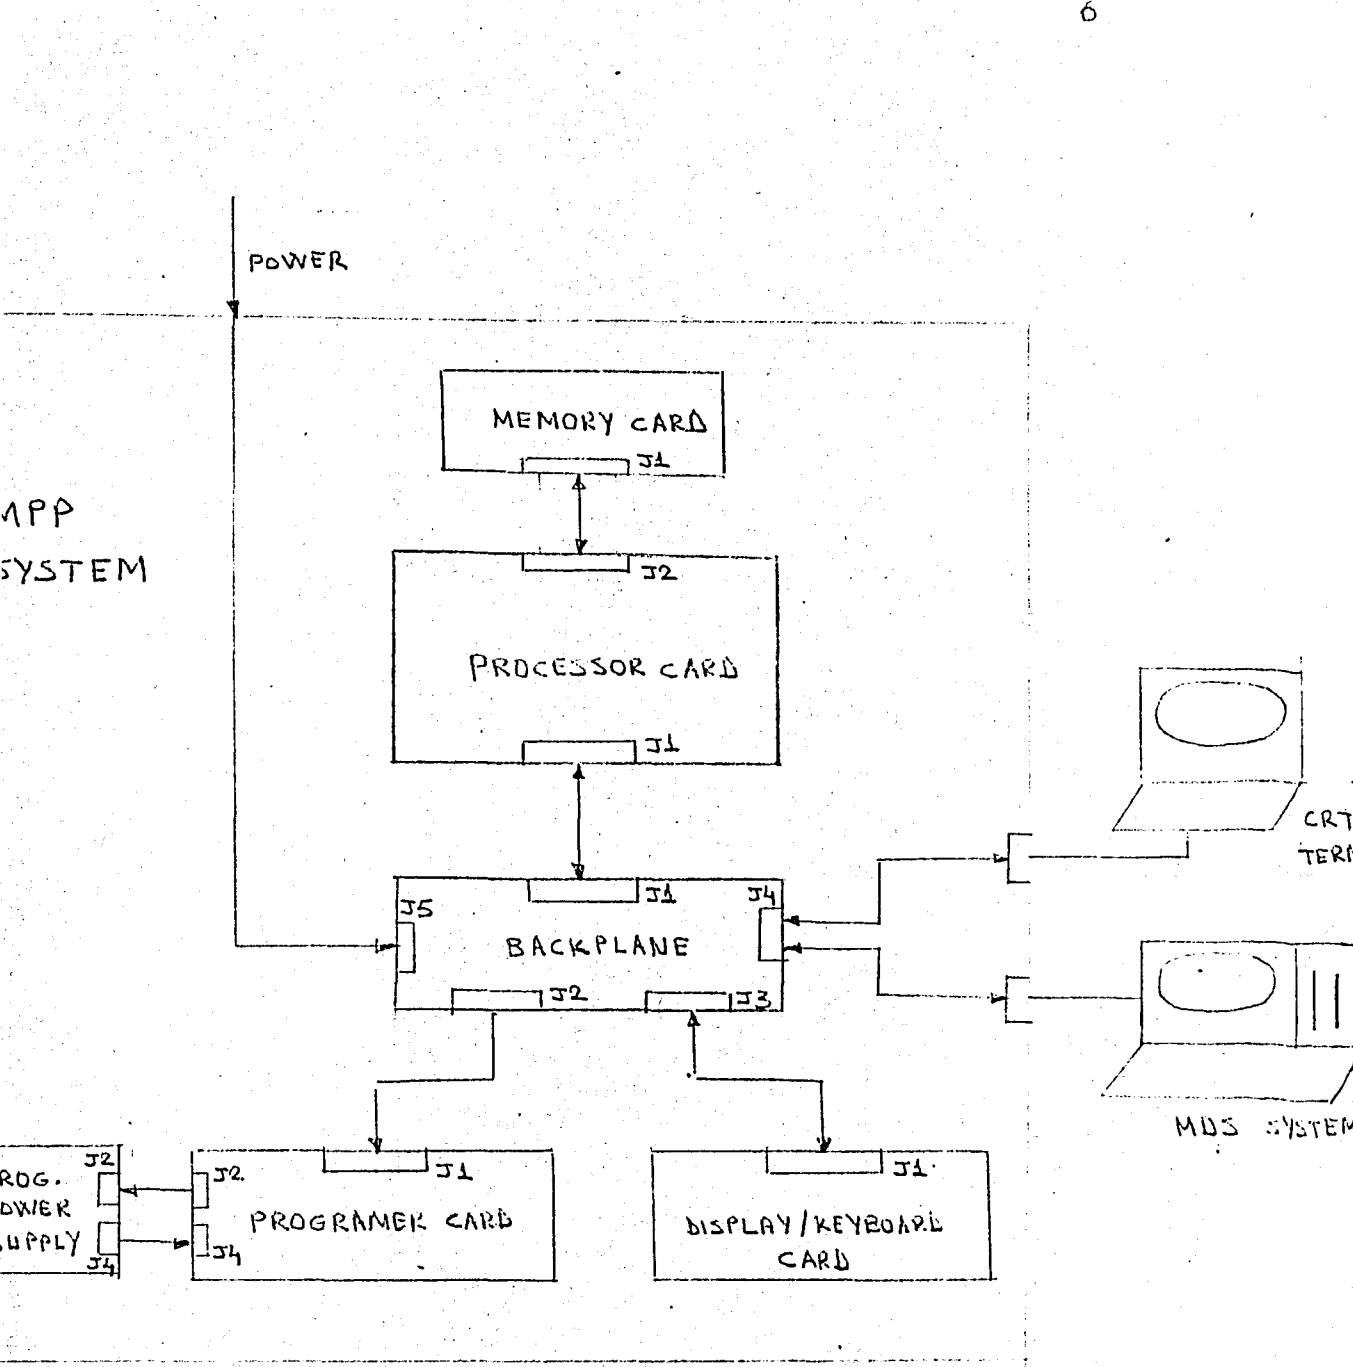 6
POWER
MEMORY CARD
J1
MPP
SYSTEM
J2
PROCESSOR CARD
J1
CRT
TERM
J1
J4
J5
BACKPLANE
J2
J3
MDS SYSTEM
J2
ROG.
OWER
UPPLY
J4
J2
J4
J1
PROGRAMER CARD
J1
DISPLAY/KEYBOARD
CARD